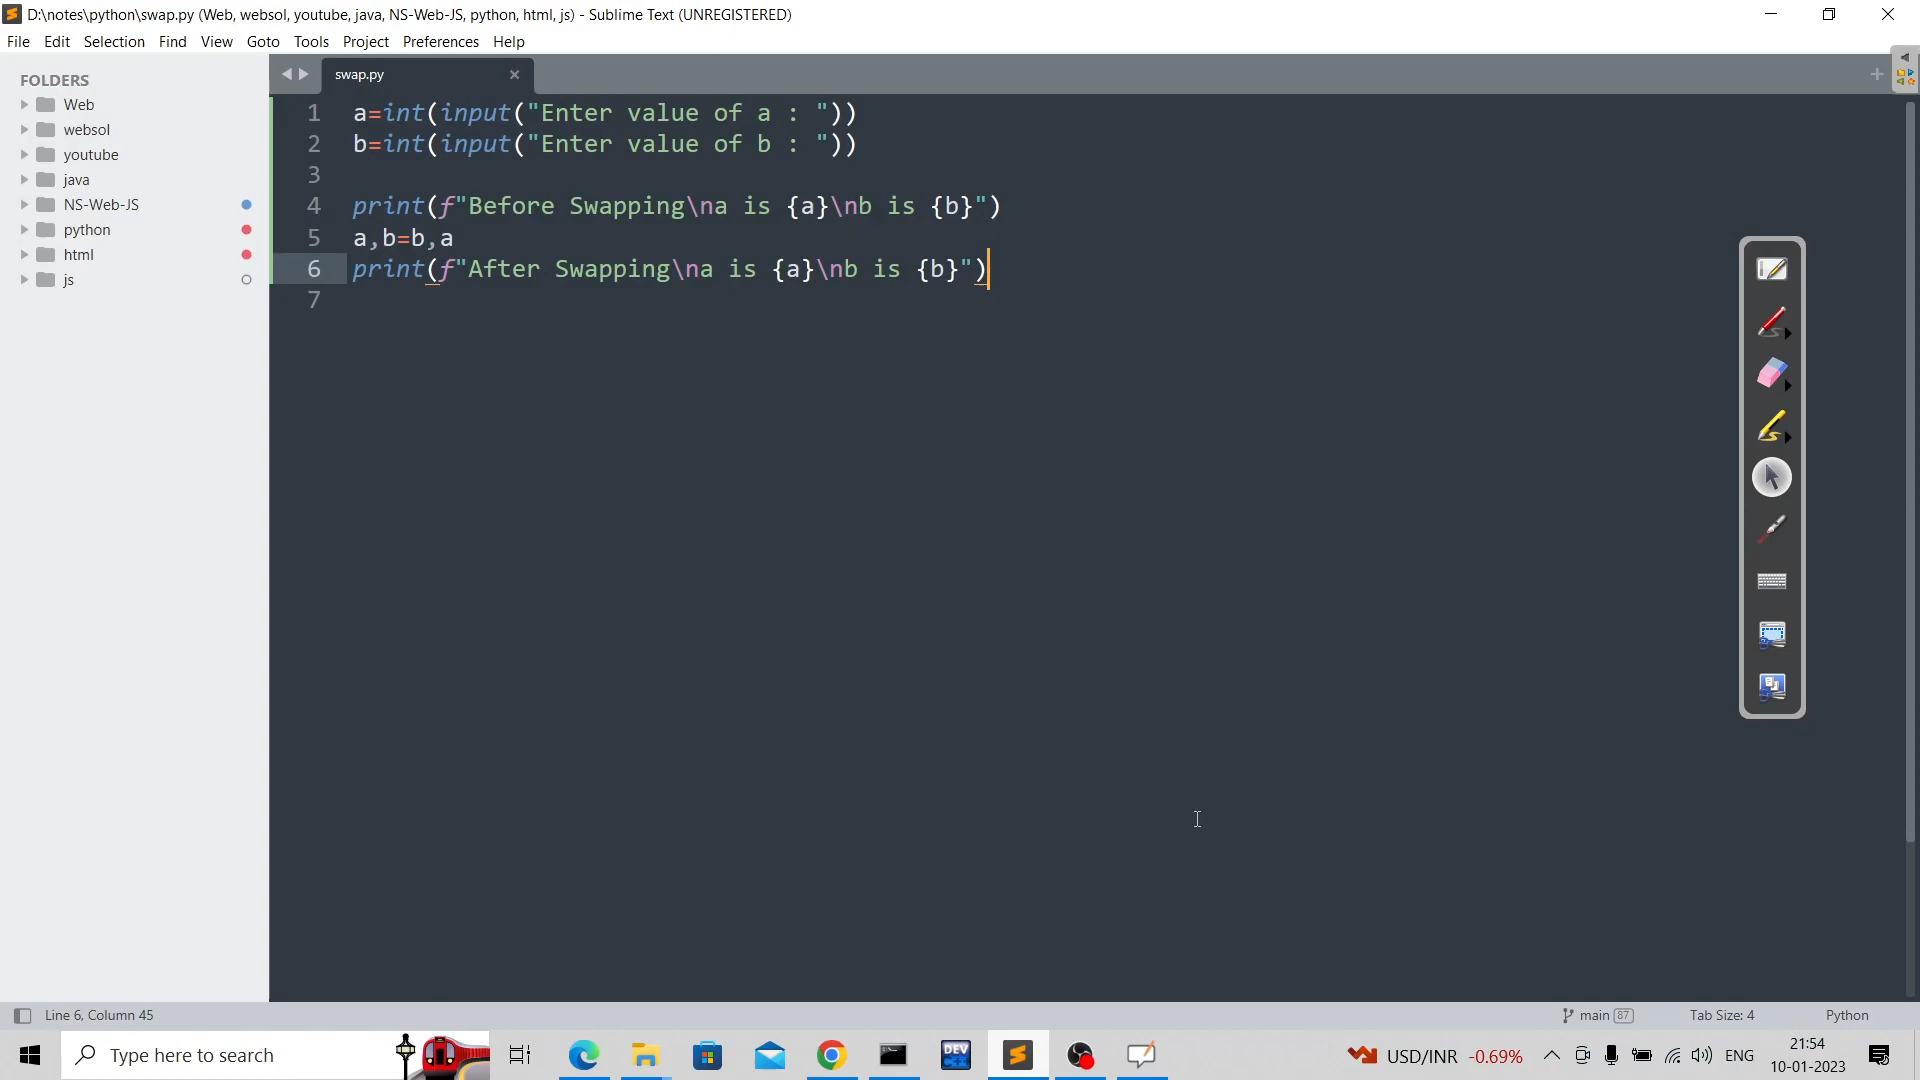 D:\notes\python\swap.py (Web, websol, youtube, java, NS-Web-JS, python, html, js) - Sublime Text (UNREGISTERED)
File Edit Selection Find View Goto Tools Project Preferences Help
FOLDERS
Web
websol
youtube
java
NS-Web-JS
python
html
js
swap.py
1 a=int(input("Enter value of a : "))
2 b=int(input("Enter value of b : "))
3
4 print(f"Before Swapping\na is {a}\nb is {b}")
5 a,b=b,a
6 print(f"After Swapping\na is {a}\nb is {b}")
7
Line 6, Column 45
main 87
Tab Size: 4
Python
Type here to search
DEV
USD/INR -0.69%
ENG
21:54
10-01-2023